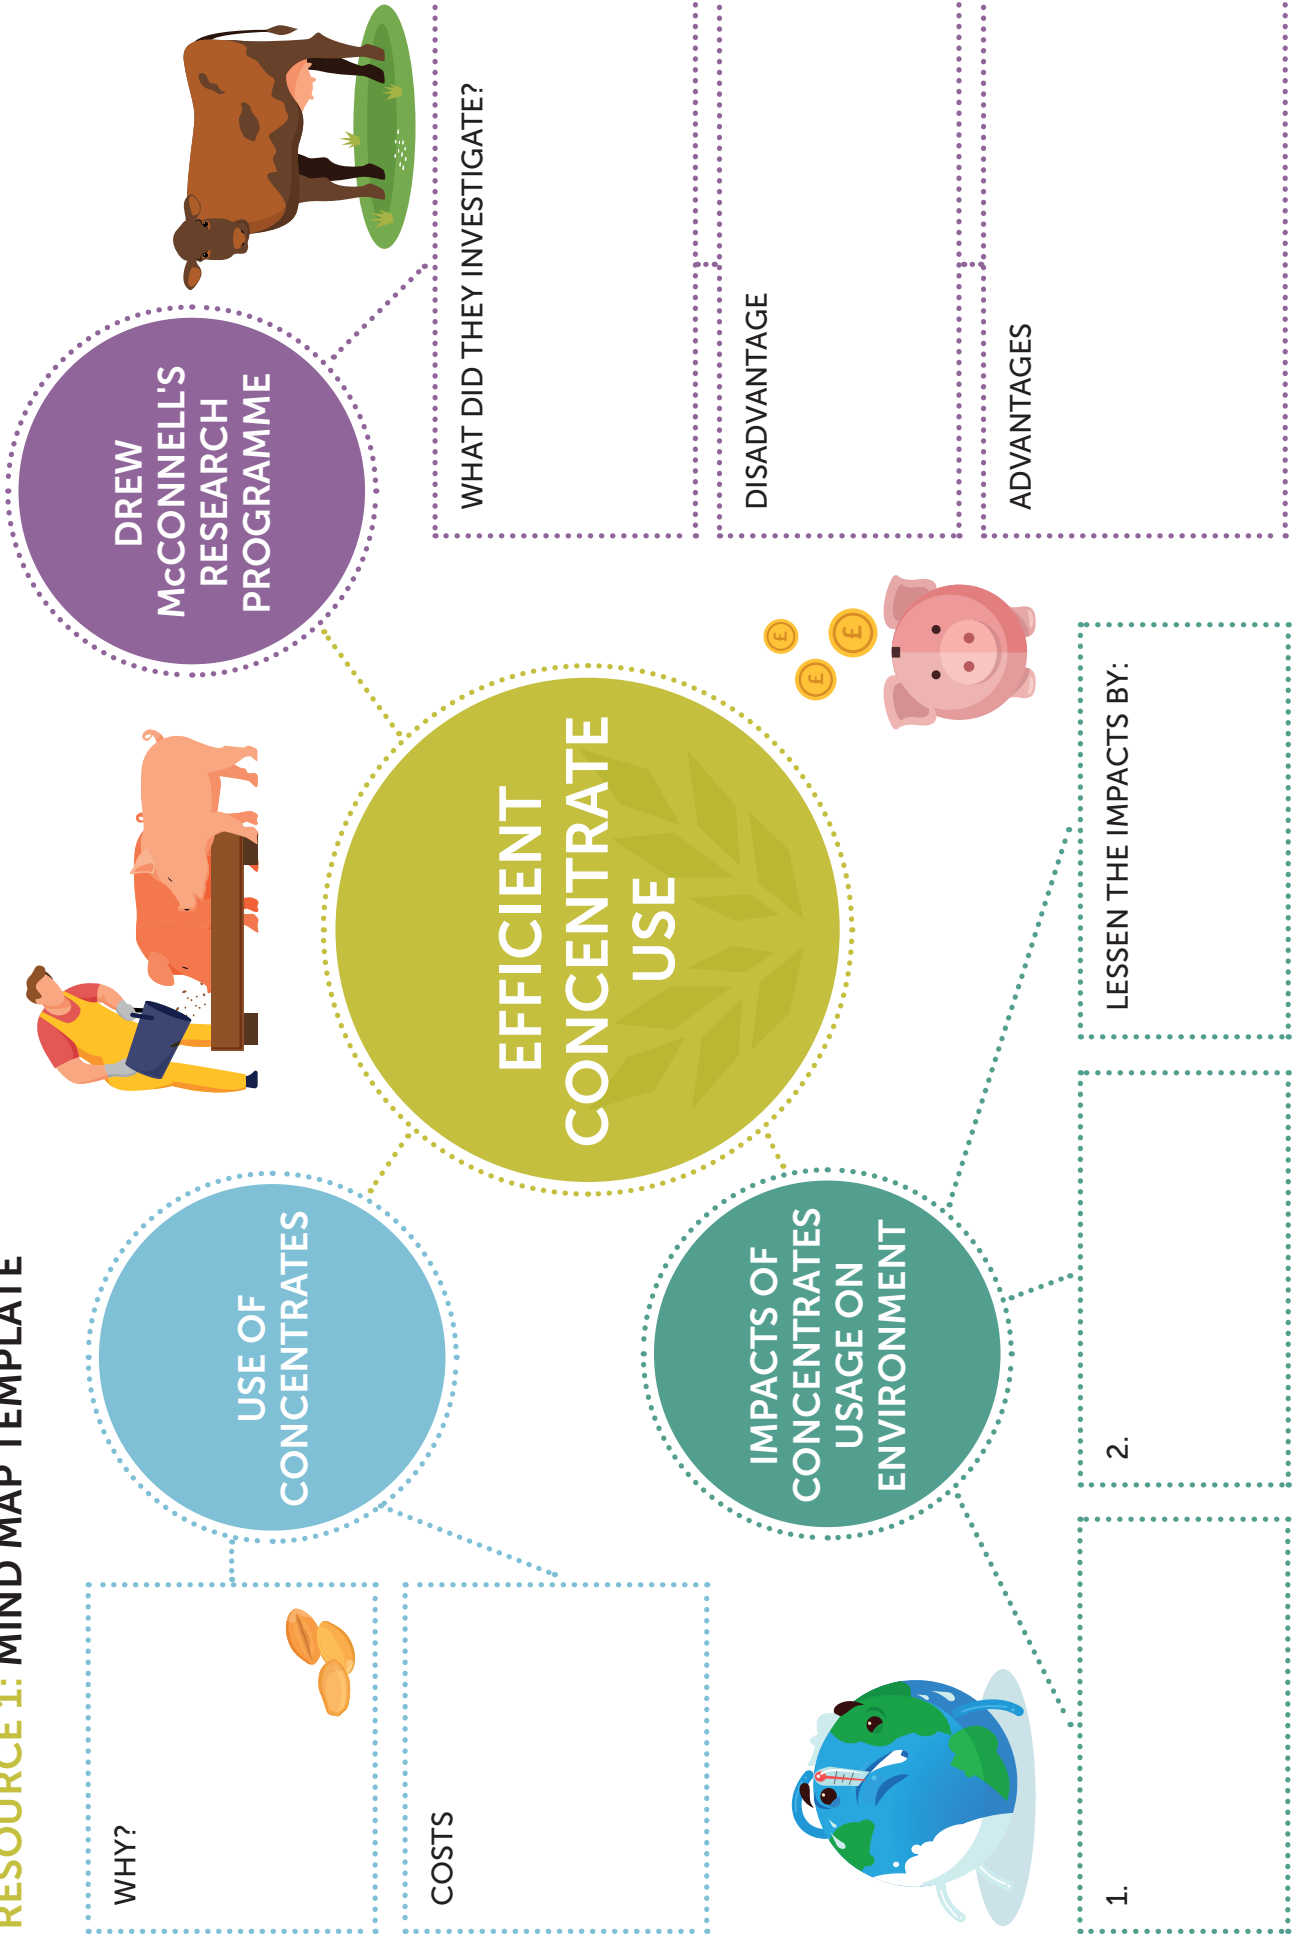 RESOURCE 1: MIND MAP TEMPLATE
USE OF
CONCENTRATES
WHY?
COSTS
EFFICIENT
CONCENTRATE
USE
DREW
McCONNELL'S
RESEARCH
PROGRAMME
WHAT DID THEY INVESTIGATE?
DISADVANTAGE
ADVANTAGES
IMPACTS OF
CONCENTRATES
USAGE ON
ENVIRONMENT
1.
2.
LESSEN THE IMPACTS BY:
£
£
£